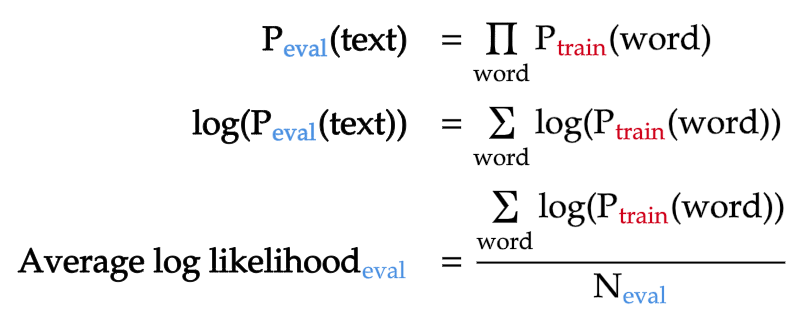 P_eval(text) = ∏_word P_train(word)
log(P_eval(text)) = ∑_word log(P_train(word))
Average log likelihood_eval = ∑_word log(P_train(word)) / N_eval